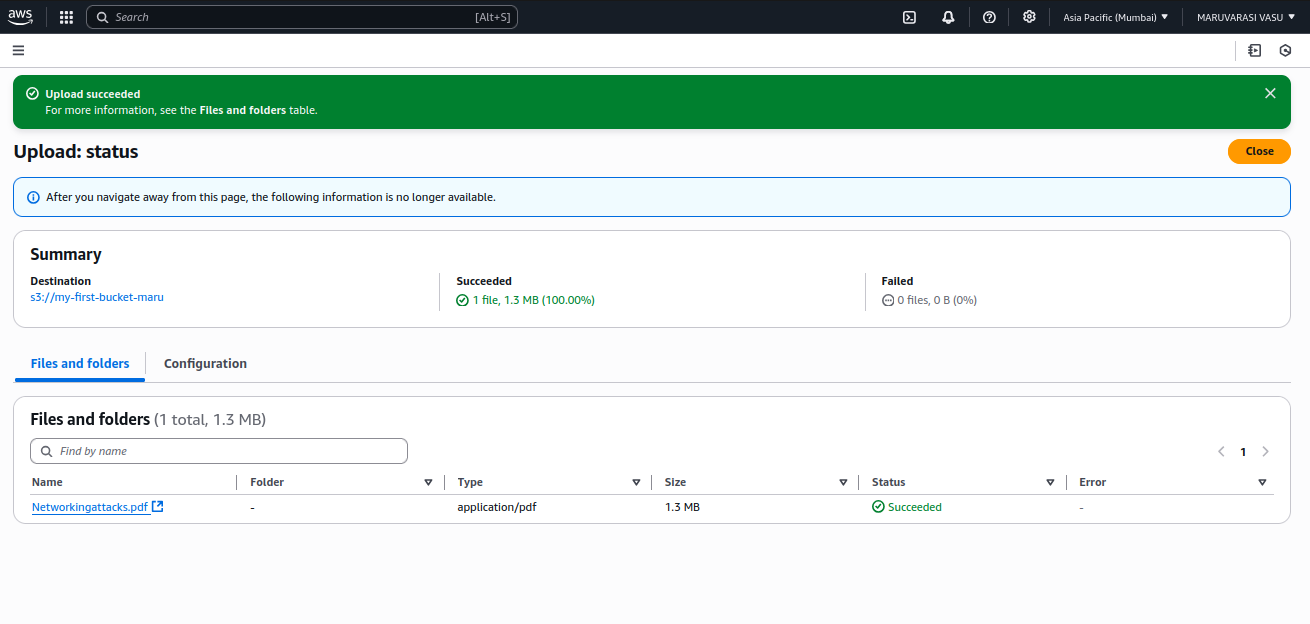 aws Search [Alt+S] Asia Pacific (Mumbai) MARUVARASI VASU
Upload succeeded
For more information, see the Files and folders table.
Upload: status
Close
After you navigate away from this page, the following information is no longer available.
Summary
Destination Succeeded Failed
s3://my-first-bucket-maru 1 file, 1.3 MB (100.00%) 0 files, 0 B (0%)
Files and folders Configuration
Files and folders (1 total, 1.3 MB)
Find by name 1
Name Folder Type Size Status Error
Networkingattacks.pdf - application/pdf 1.3 MB Succeeded -